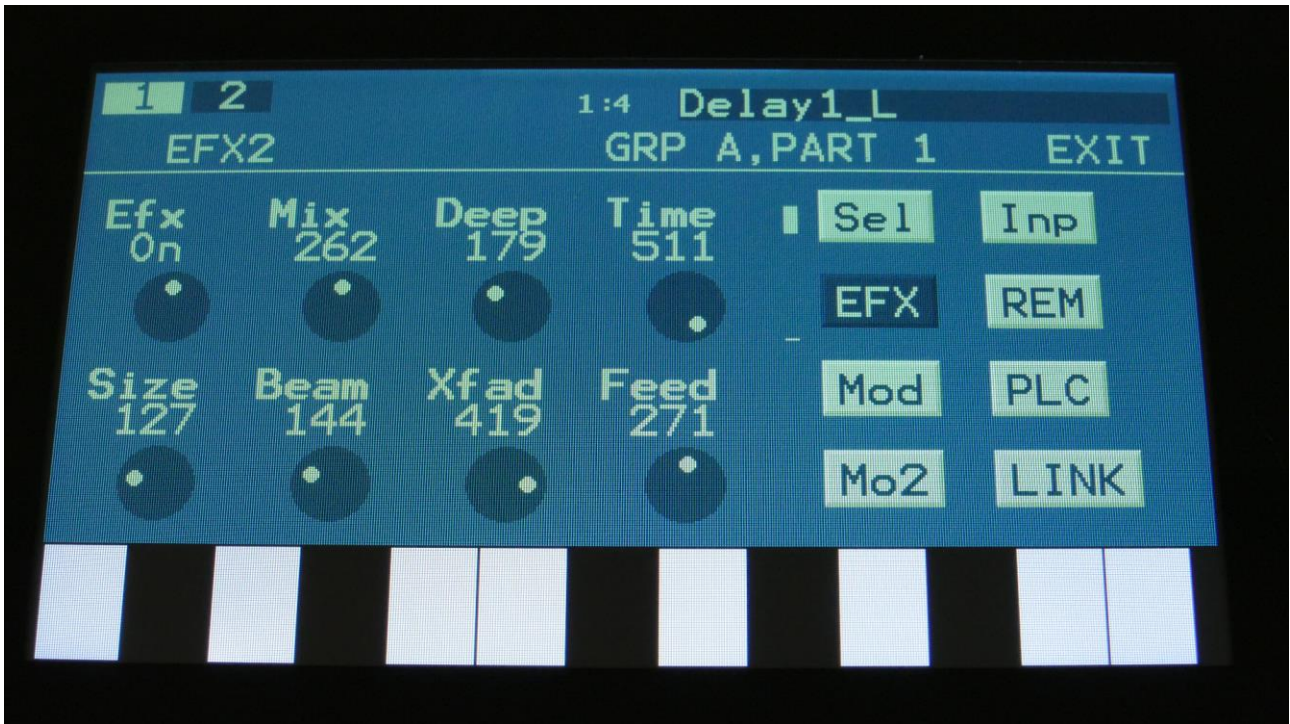 1 2 1:4 Delay1_L
EFX2 GRP A,PART 1 EXIT
Efx Mix Deep Time Sel Inp
On 262 179 511
EFX REM
Size Beam Xfad Feed Mod PLC
127 144 419 271
Mo2 LINK